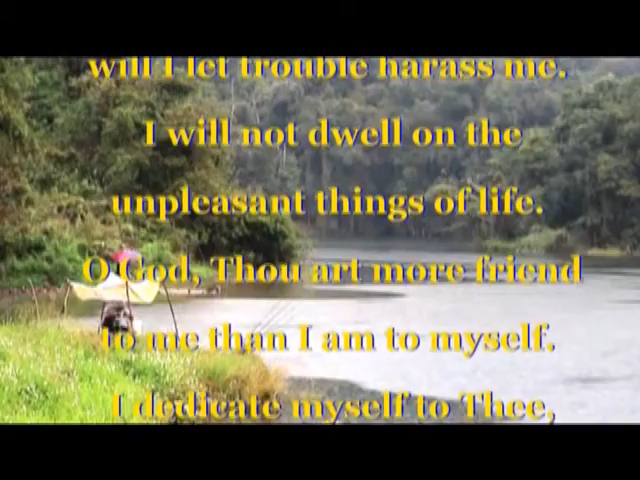 will I let trouble harass me.
I will not dwell on the
unpleasant things of life.
O God, Thou art more friend
to me than I am to myself.
I dedicate myself to Thee,